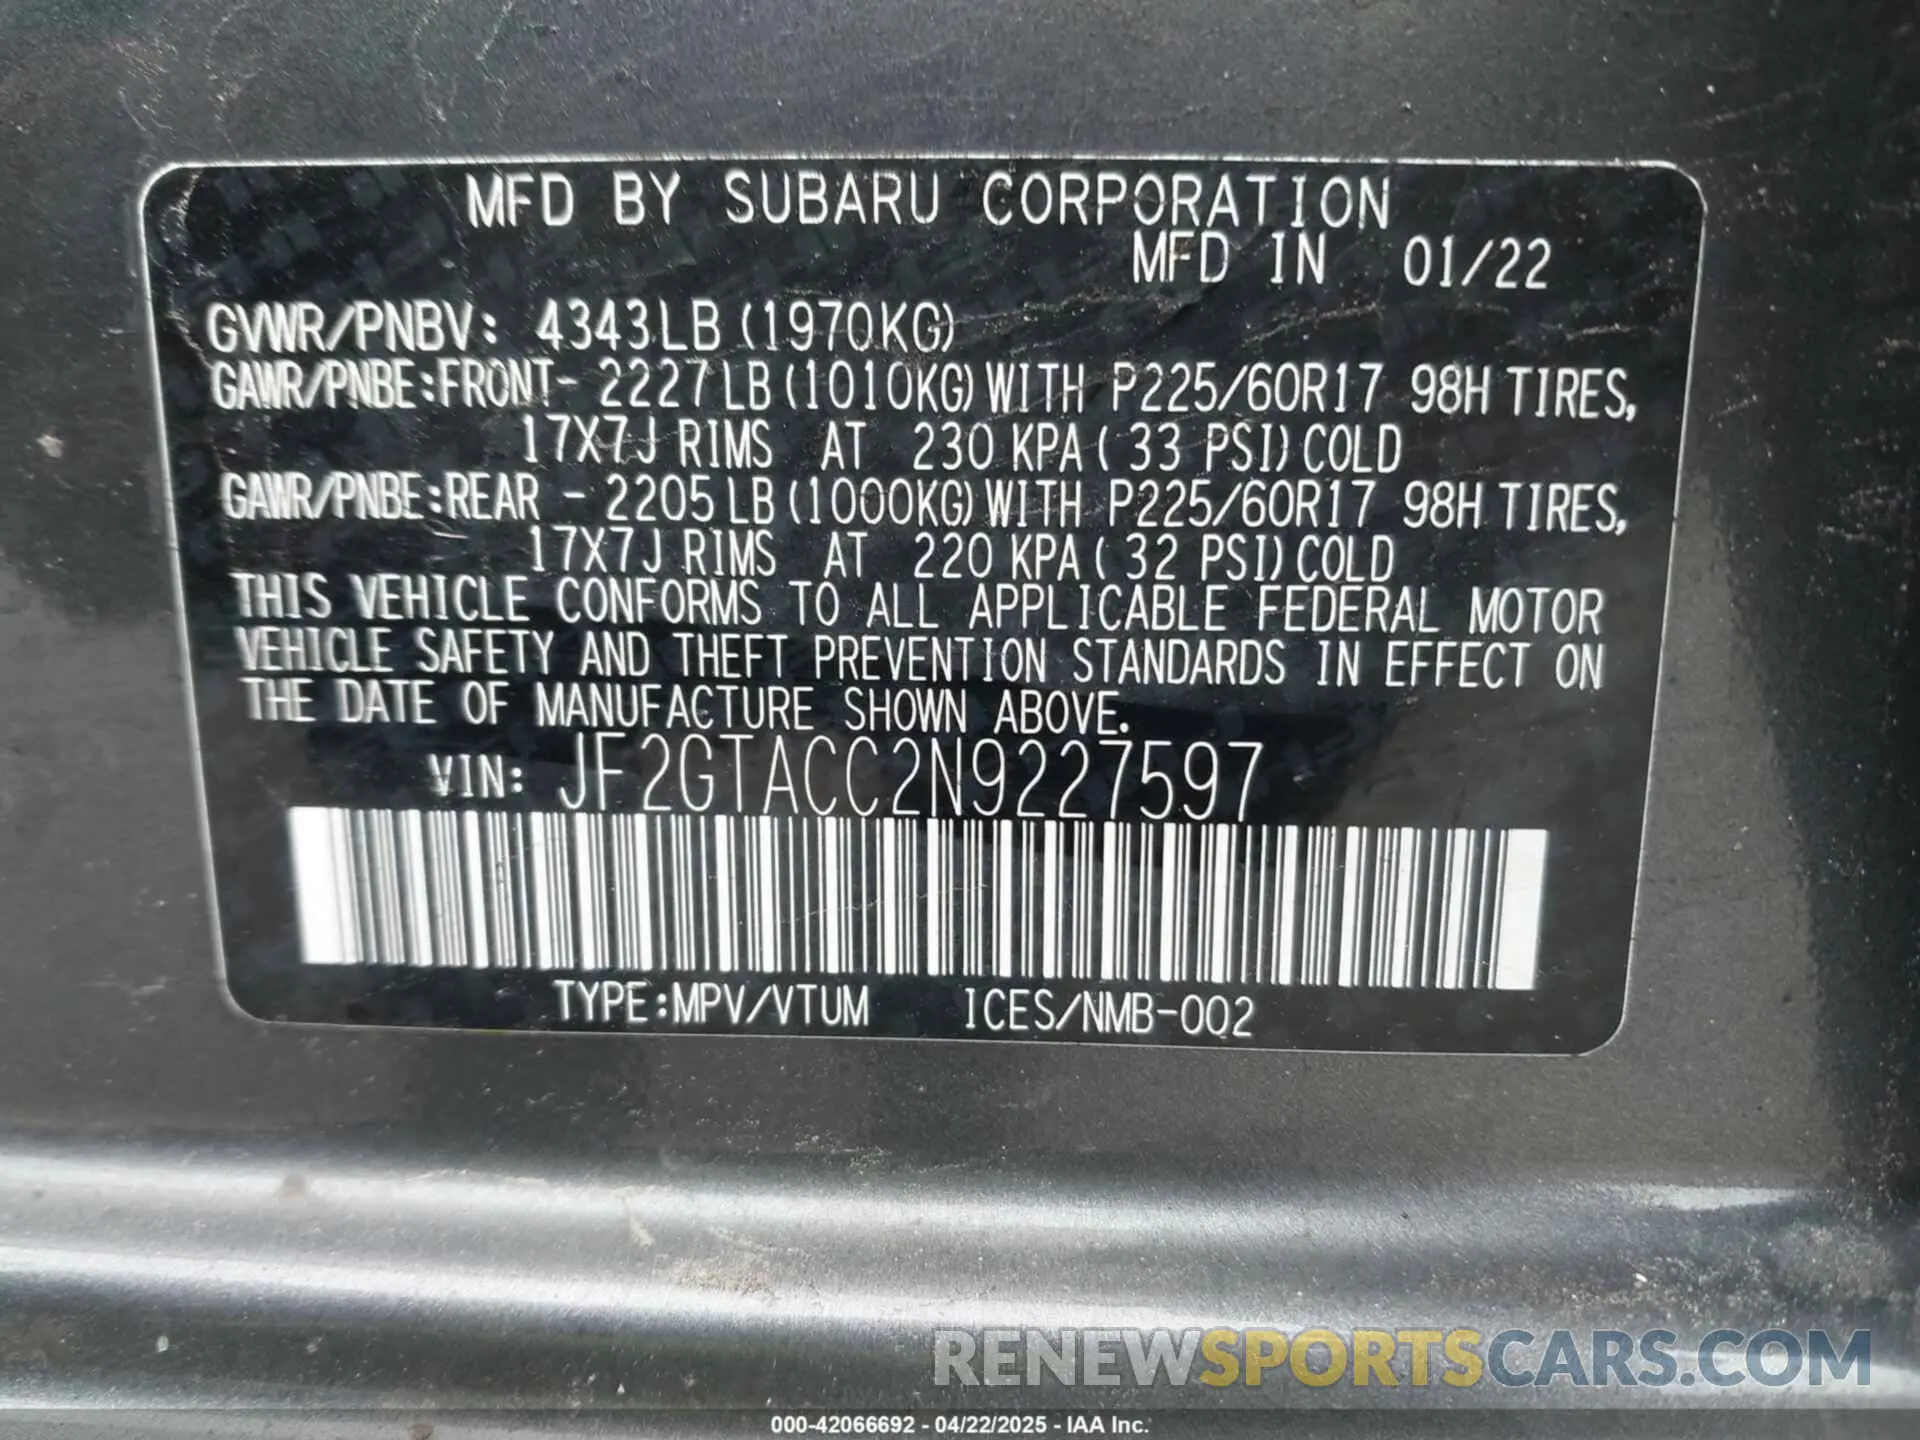 MFD BY SUBARU CORPORATION
MFD IN 01/22
GVWR/PNBV: 4343LB(1970KG)
GAWR/PNBE:FRONT- 2227LB(1010KG)WITH P225/60R17 98H TIRES,
17X7J RIMS AT 230 KPA( 33 PSI)COLD
GAWR/PNBE:REAR - 2205LB(1000KG)WITH P225/60R17 98H TIRES,
17X7J RIMS AT 220 KPA( 32 PSI)COLD
THIS VEHICLE CONFORMS TO ALL APPLICABLE FEDERAL MOTOR
VEHICLE SAFETY AND THEFT PREVENTION STANDARDS IN EFFECT ON
THE DATE OF MANUFACTURE SHOWN ABOVE.
VIN: JF2GTACC2N9227597
TYPE:MPV/VTUM ICES/NMB-002
RENEWSPORTSCARS.COM
000-42066692 - 04/22/2025 - IAA Inc.